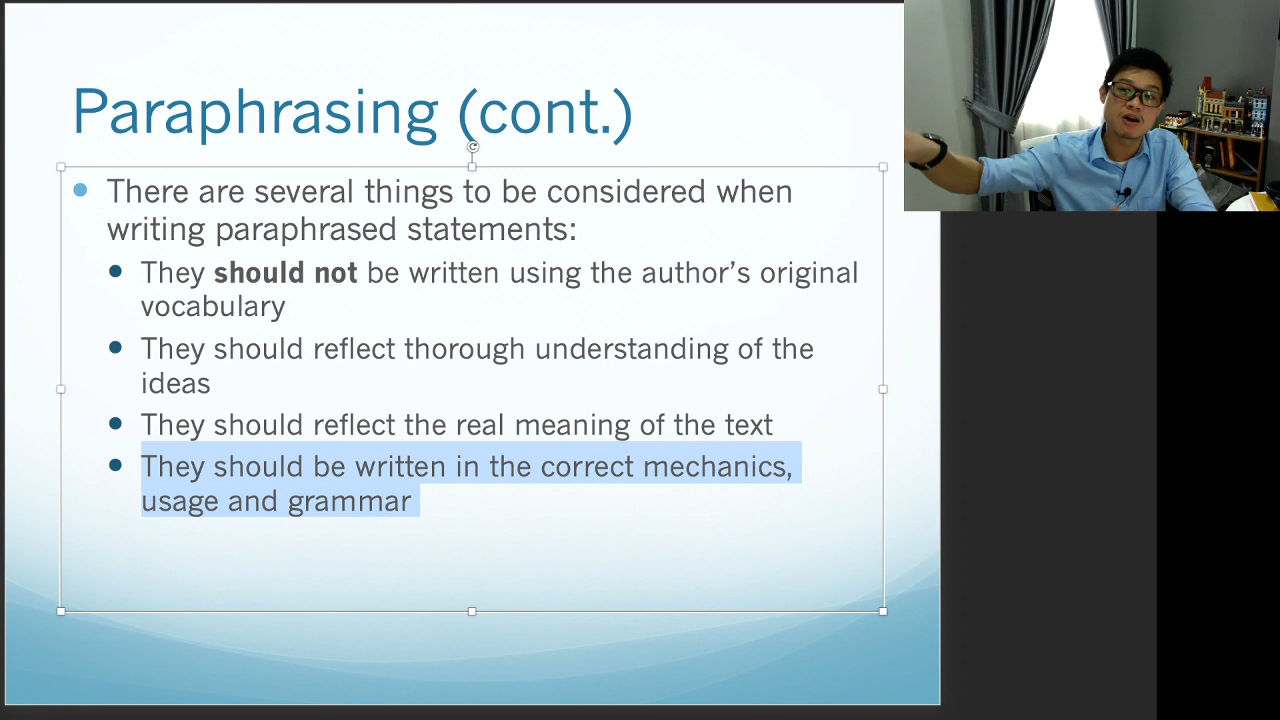 Paraphrasing (cont.)
There are several things to be considered when
writing paraphrased statements:
They should not be written using the author’s original
vocabulary
They should reflect thorough understanding of the
ideas
They should reflect the real meaning of the text
They should be written in the correct mechanics,
usage and grammar